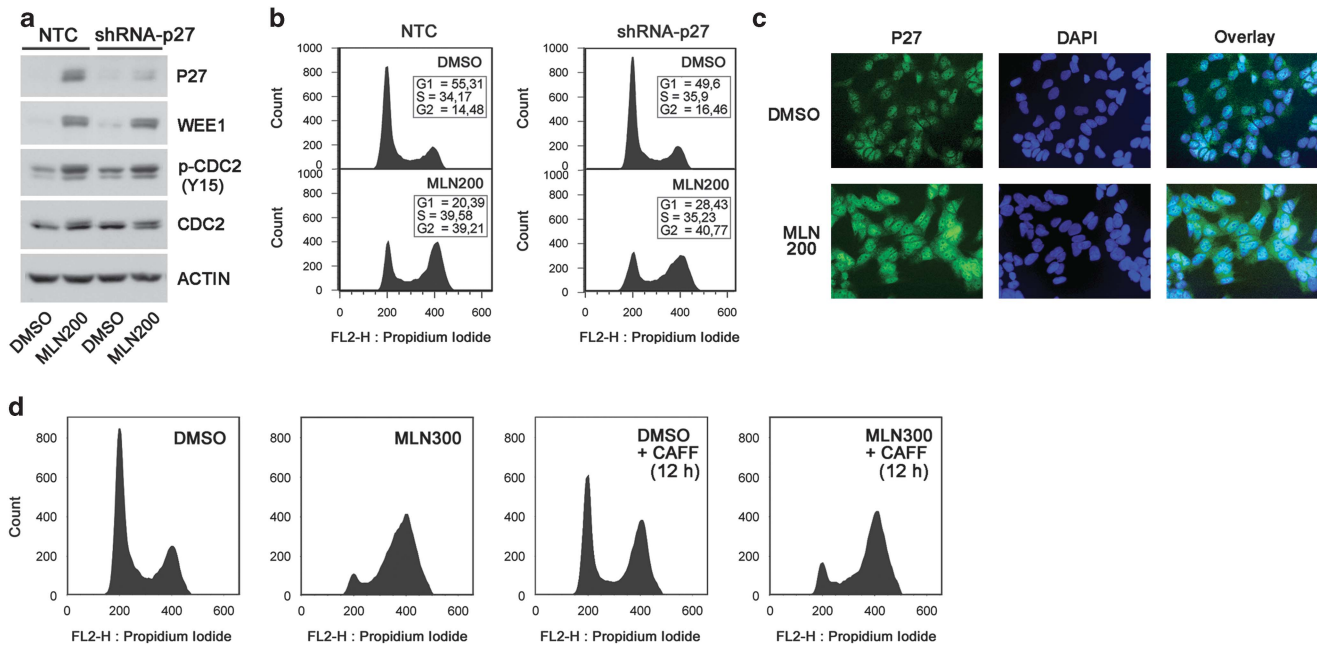 a
NTC shRNA-p27
P27
WEE1
p-CDC2
(Y15)
CDC2
ACTIN
DMSO MLN200 DMSO MLN200
b
NTC
1000
800
600
400
200
0
Count
DMSO
G1 = 55,31
S = 34,17
G2 = 14,48
1000
800
600
400
200
0
Count
MLN200
G1 = 20,39
S = 39,58
G2 = 39,21
0 200 400 600
FL2-H : Propidium Iodide
shRNA-p27
1000
800
600
400
200
0
Count
DMSO
G1 = 49,6
S = 35,9
G2 = 16,46
1000
800
600
400
200
0
Count
MLN200
G1 = 28,43
S = 35,23
G2 = 40,77
0 200 400 600
FL2-H : Propidium Iodide
c
P27 DAPI Overlay
DMSO
MLN
200
d
Count
800
600
400
200
0
DMSO
0 200 400 600
FL2-H : Propidium Iodide
800
600
400
200
0
MLN300
0 200 400 600
FL2-H : Propidium Iodide
800
600
400
200
0
DMSO
+ CAFF
(12 h)
0 200 400 600
FL2-H : Propidium Iodide
800
600
400
200
0
MLN300
+ CAFF
(12 h)
0 200 400 600
FL2-H : Propidium Iodide